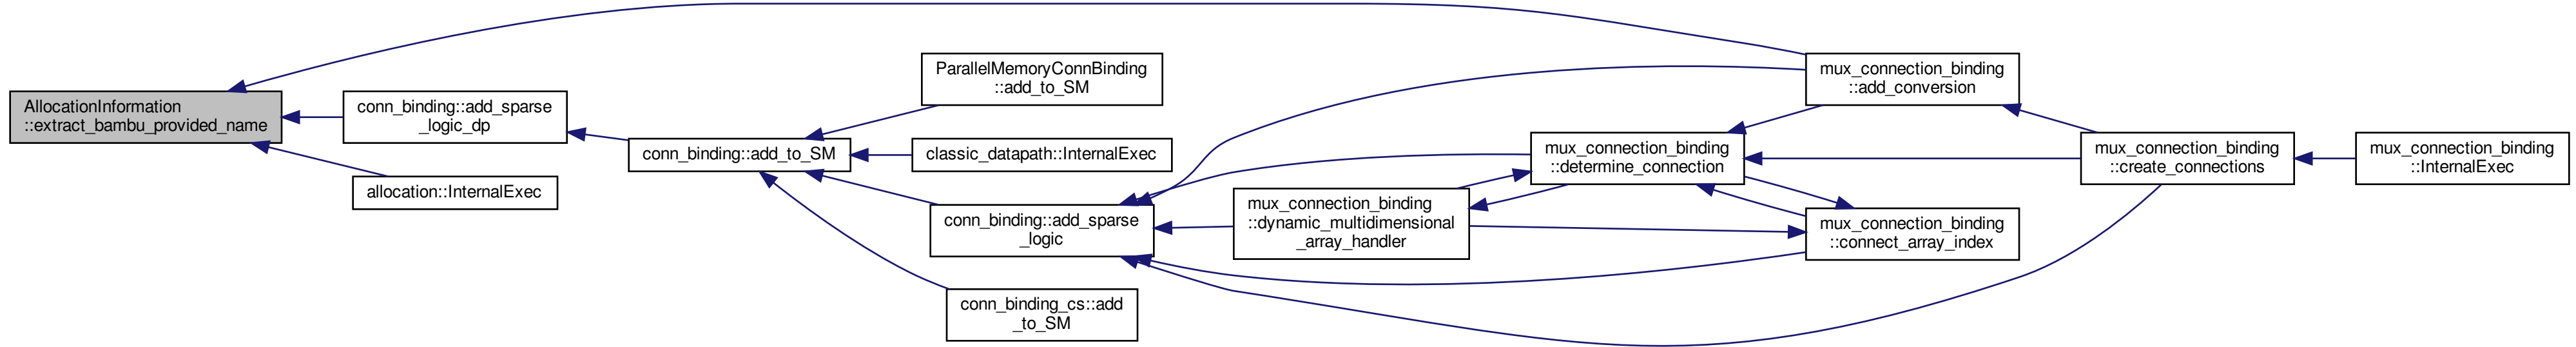 AllocationInformation
::extract_bambu_provided_name
conn_binding::add_sparse
_logic_dp
allocation::InternalExec
conn_binding::add_to_SM
ParallelMemoryConnBinding
::add_to_SM
classic_datapath::InternalExec
conn_binding::add_sparse
_logic
conn_binding_cs::add
_to_SM
mux_connection_binding
::dynamic_multidimensional
_array_handler
mux_connection_binding
::determine_connection
mux_connection_binding
::add_conversion
mux_connection_binding
::connect_array_index
mux_connection_binding
::create_connections
mux_connection_binding
::InternalExec